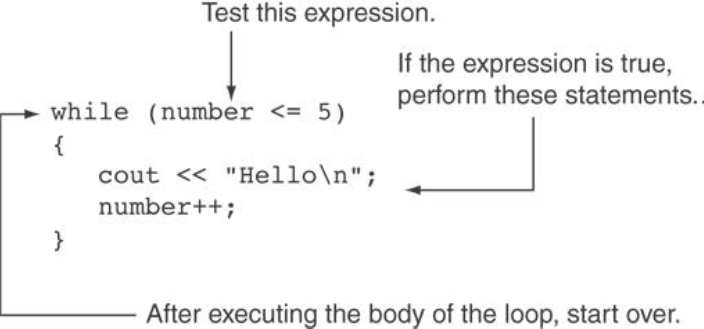 Test this expression.
If the expression is true,
perform these statements..
while (number <= 5)
{
cout << "Hello\n";
number++;
}
After executing the body of the loop, start over.